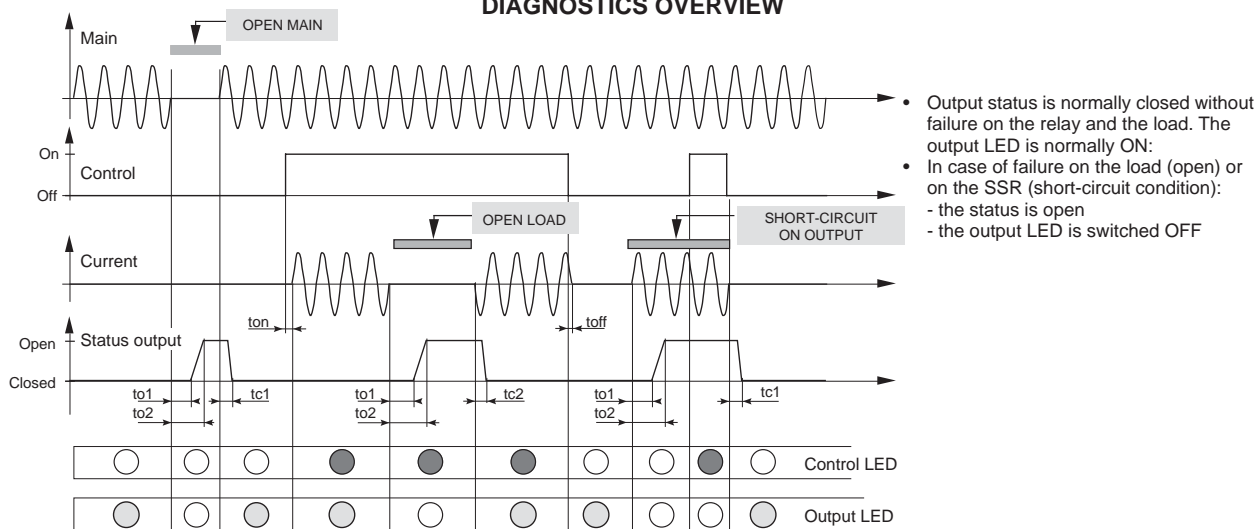 DIAGNOSTICS OVERVIEW
OPEN MAIN
Main
On
Control
Off
OPEN LOAD
SHORT-CIRCUIT
ON OUTPUT
Current
ton
toff
Open
Status output
Closed
to1
tc1
to1
tc2
to1
tc1
to2
to2
to2
Control LED
Output LED
• Output status is normally closed without
failure on the relay and the load. The
output LED is normally ON:
• In case of failure on the load (open) or
on the SSR (short-circuit condition):
- the status is open
- the output LED is switched OFF